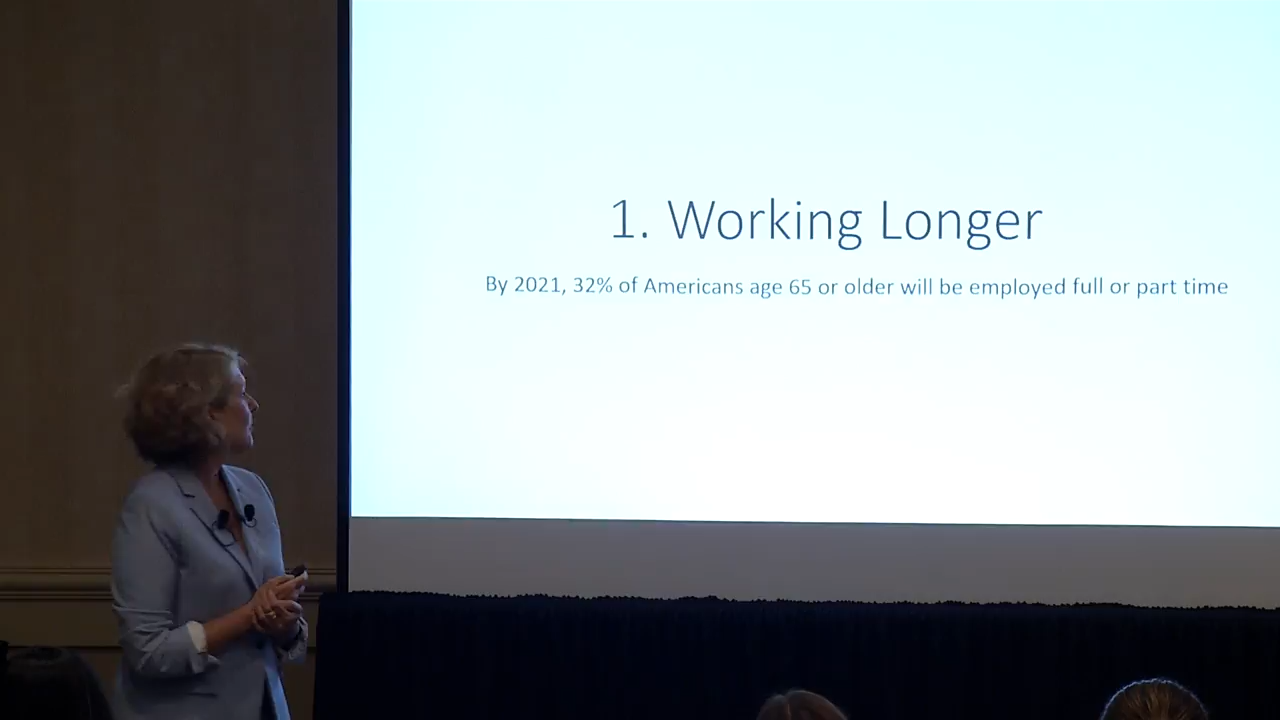 1. Working Longer
By 2021, 32% of Americans age 65 or older will be employed full or part time